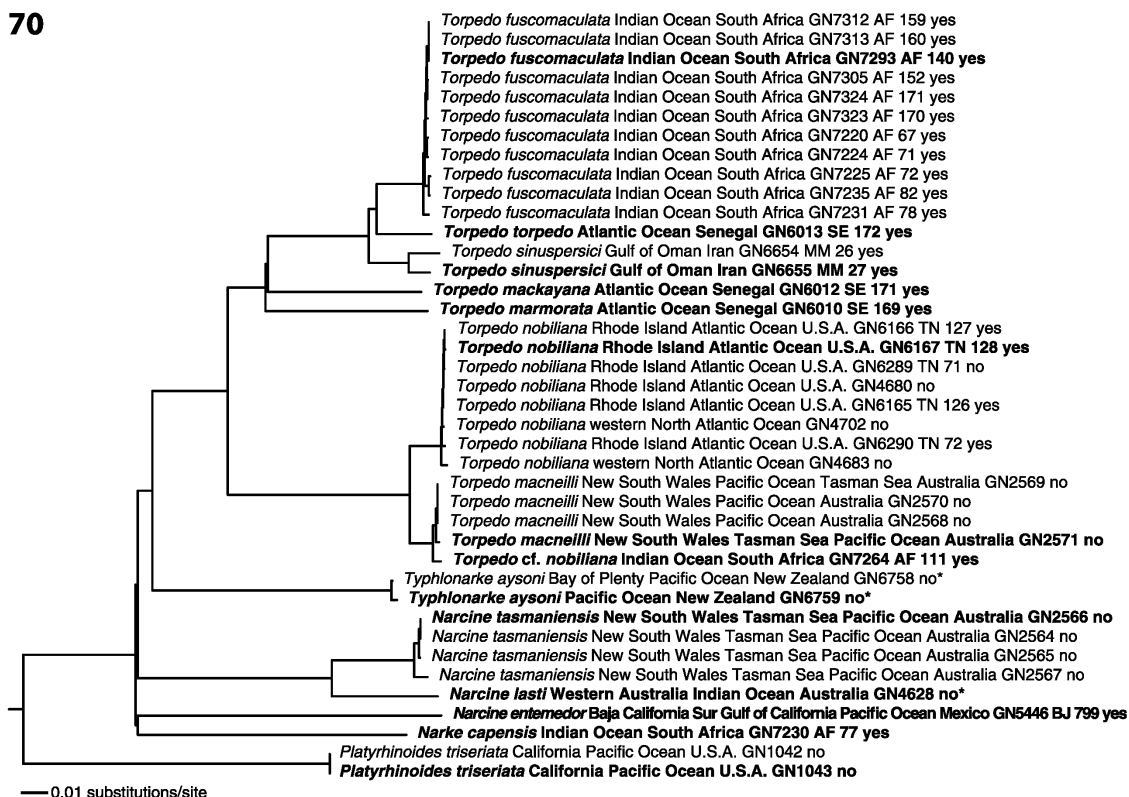 70
Torpedo fuscomaculata Indian Ocean South Africa GN7312 AF 159 yes
Torpedo fuscomaculata Indian Ocean South Africa GN7313 AF 160 yes
Torpedo fuscomaculata Indian Ocean South Africa GN7293 AF 140 yes
Torpedo fuscomaculata Indian Ocean South Africa GN7305 AF 152 yes
Torpedo fuscomaculata Indian Ocean South Africa GN7324 AF 171 yes
Torpedo fuscomaculata Indian Ocean South Africa GN7323 AF 170 yes
Torpedo fuscomaculata Indian Ocean South Africa GN7220 AF 67 yes
Torpedo fuscomaculata Indian Ocean South Africa GN7224 AF 71 yes
Torpedo fuscomaculata Indian Ocean South Africa GN7225 AF 72 yes
Torpedo fuscomaculata Indian Ocean South Africa GN7235 AF 82 yes
Torpedo fuscomaculata Indian Ocean South Africa GN7231 AF 78 yes
Torpedo torpedo Atlantic Ocean Senegal GN6013 SE 172 yes
Torpedo sinuspersici Gulf of Oman Iran GN6654 MM 26 yes
Torpedo sinuspersici Gulf of Oman Iran GN6655 MM 27 yes
Torpedo mackayana Atlantic Ocean Senegal GN6012 SE 171 yes
Torpedo marmorata Atlantic Ocean Senegal GN6010 SE 169 yes
Torpedo nobiliana Rhode Island Atlantic Ocean U.S.A. GN6166 TN 127 yes
Torpedo nobiliana Rhode Island Atlantic Ocean U.S.A. GN6167 TN 128 yes
Torpedo nobiliana Rhode Island Atlantic Ocean U.S.A. GN6289 TN 71 no
Torpedo nobiliana Rhode Island Atlantic Ocean U.S.A. GN4680 no
Torpedo nobiliana Rhode Island Atlantic Ocean U.S.A. GN6165 TN 126 yes
Torpedo nobiliana western North Atlantic Ocean GN4702 no
Torpedo nobiliana Rhode Island Atlantic Ocean U.S.A. GN6290 TN 72 yes
Torpedo nobiliana western North Atlantic Ocean GN4683 no
Torpedo macneilli New South Wales Pacific Ocean Tasman Sea Australia GN2569 no
Torpedo macneilli New South Wales Pacific Ocean Australia GN2570 no
Torpedo macneilli New South Wales Pacific Ocean Australia GN2568 no
Torpedo macneilli New South Wales Tasman Sea Pacific Ocean Australia GN2571 no
Torpedo cf. nobiliana Indian Ocean South Africa GN7264 AF 111 yes
Typhlonarke aysoni Bay of Plenty Pacific Ocean New Zealand GN6758 no*
Typhlonarke aysoni Pacific Ocean New Zealand GN6759 no*
Narcine tasmaniensis New South Wales Tasman Sea Pacific Ocean Australia GN2566 no
Narcine tasmaniensis New South Wales Tasman Sea Pacific Ocean Australia GN2564 no
Narcine tasmaniensis New South Wales Tasman Sea Pacific Ocean Australia GN2565 no
Narcine tasmaniensis New South Wales Tasman Sea Pacific Ocean Australia GN2567 no
Narcine lasti Western Australia Indian Ocean Australia GN4628 no*
Narcine entemedor Baja California Sur Gulf of California Pacific Ocean Mexico GN5446 BJ 799 yes
Narke capensis Indian Ocean South Africa GN7230 AF 77 yes
Platyrhinoides triseriata California Pacific Ocean U.S.A. GN1042 no
Platyrhinoides triseriata California Pacific Ocean U.S.A. GN1043 no
0.01 substitutions/site